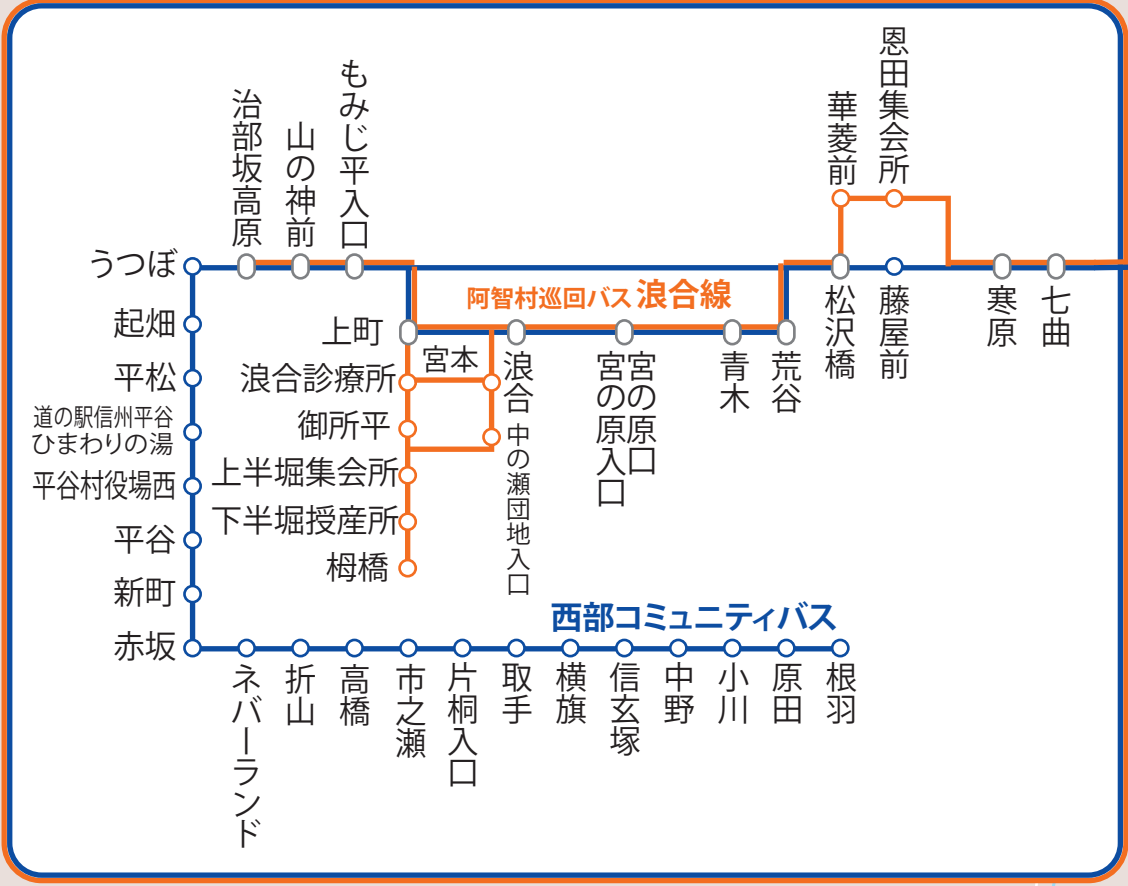 恩田集会所
華菱前
もみじ平入口
山の神前
治部坂高原
うつぼ
起畑
平松
道の駅信州平谷
ひまわりの湯
平谷村役場西
平谷
新町
赤坂
阿智村巡回バス 浪合線
上町
宮本
浪合診療所
御所平
上半堀集会所
下半堀授産所
栂橋
浪合
中の瀬団地入口
宮の原入口
宮の原口
青木
荒谷
松沢橋
藤屋前
寒原
七曲
西部コミュニティバス
ネバーランド
折山
高橋
市之瀬
片桐入口
取手
横旗
信玄塚
中野
小川
原田
根羽